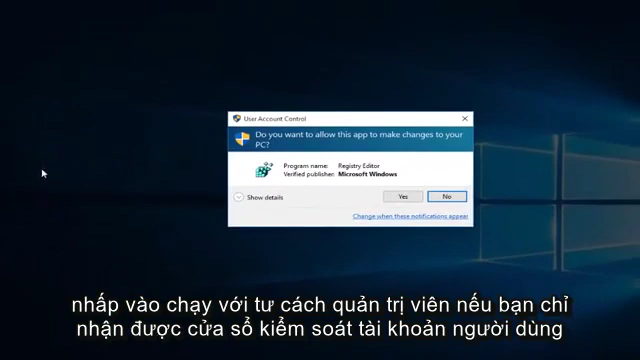 User Account Control
Do you want to allow this app to make changes to your
PC?
Program name: Registry Editor
Verified publisher: Microsoft Windows
Show details
Yes
No
Change when these notifications appear
nhấp vào chạy với tư cách quản trị viên nếu bạn chỉ
nhận được cửa sổ kiểm soát tài khoản người dùng